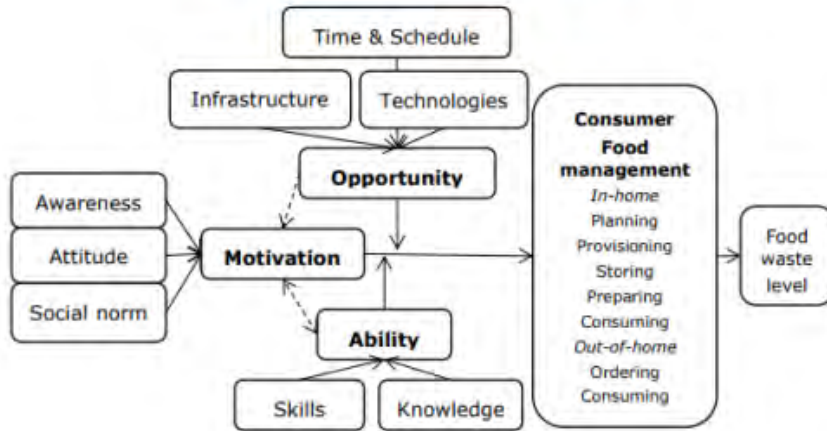 Time & Schedule
Infrastructure
Technologies
Opportunity
Awareness
Attitude
Social norm
Motivation
Ability
Skills
Knowledge
Consumer
Food
management
In-home
Planning
Provisioning
Storing
Preparing
Consuming
Out-of-home
Ordering
Consuming
Food
waste
level